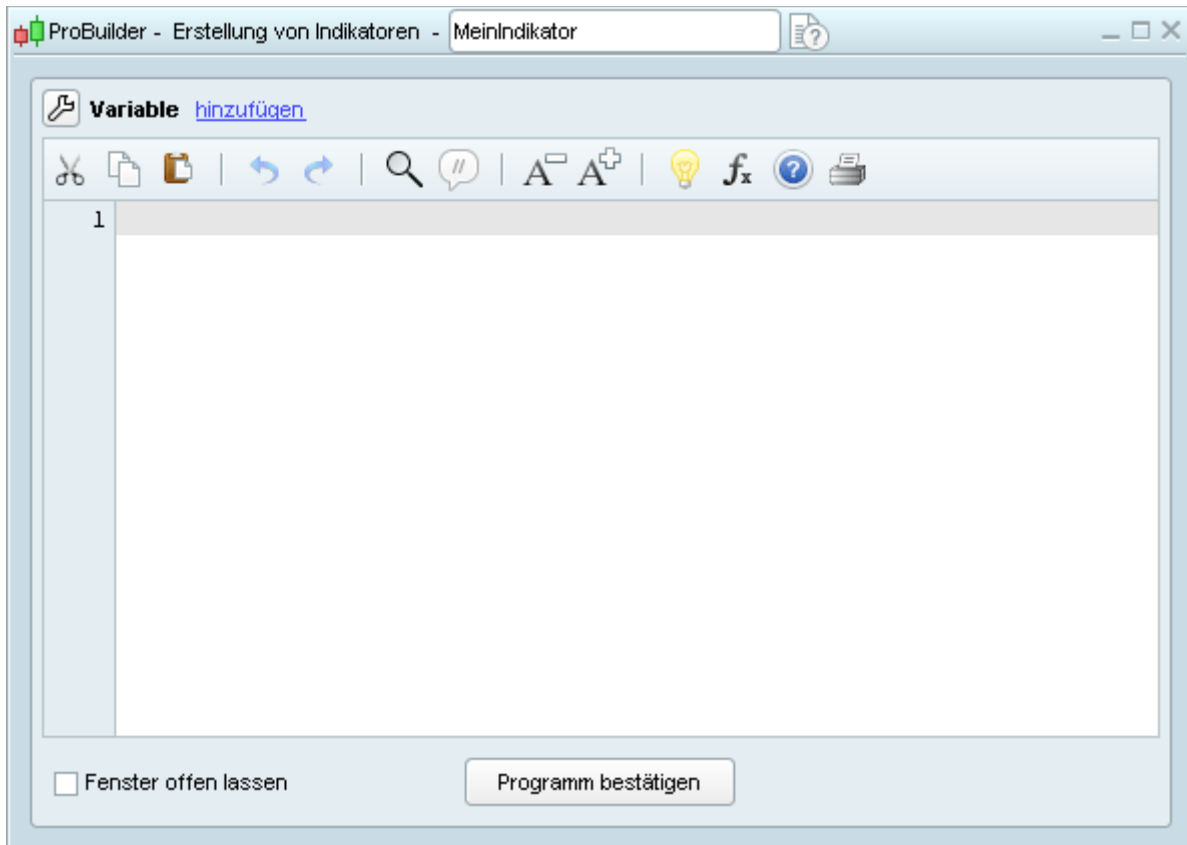 ProBuilder - Erstellung von Indikatoren - MeinIndikator
Variable hinzufügen
1
Fenster offen lassen
Programm bestätigen